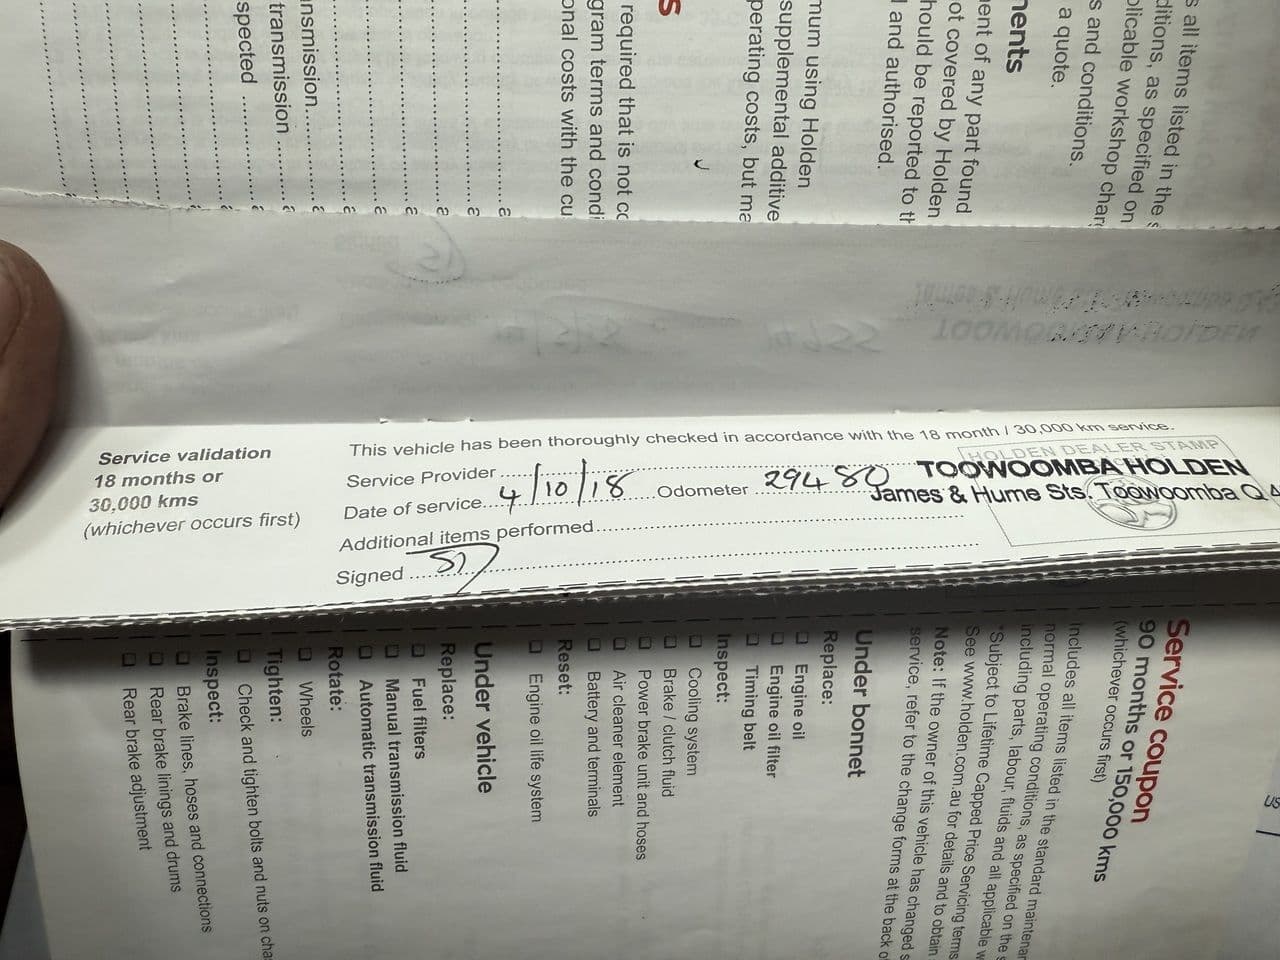 s all items listed in the
ditions, as specified on
plicable workshop char
s and conditions.
a quote.
nents
ent of any part found
ot covered by Holden
hould be reported to th
l and authorised.
mum using Holden
supplemental additive
perating costs, but ma
s
required that is not co
gram terms and condi
onal costs with the cu
ansmission
transmission
spected
Service validation
18 months or
30,000 kms
(whichever occurs first)
This vehicle has been thoroughly checked in accordance with the 18 month / 30,000 km service.
Service Provider
Date of service 4/10/18 Odometer 29480
Additional items performed
Signed
HOLDEN DEALER STAMP
TOOWOOMBA HOLDEN
James & Hume Sts. Toowoomba Q 4
Service coupon
90 months or 150,000 kms
(whichever occurs first)
Includes all items listed in the standard maintenan
normal operating conditions, as specified on the s
including parts, labour, fluids and all applicable w
*Subject to Lifetime Capped Price Servicing terms
See www.holden.com.au for details and to obtain
Note: If the owner of this vehicle has changed s
service, refer to the change forms at the back o
Under bonnet
Replace:
❏ Engine oil
❏ Engine oil filter
❏ Timing belt
Inspect:
❏ Cooling system
❏ Brake / clutch fluid
❏ Power brake unit and hoses
❏ Air cleaner element
❏ Battery and terminals
Reset:
❏ Engine oil life system
Under vehicle
Replace:
❏ Fuel filters
❏ Manual transmission fluid
❏ Automatic transmission fluid
Rotate:
❏ Wheels
Tighten:
❏ Check and tighten bolts and nuts on cha
Inspect:
❏ Brake lines, hoses and connections
❏ Rear brake linings and drums
❏ Rear brake adjustment
US